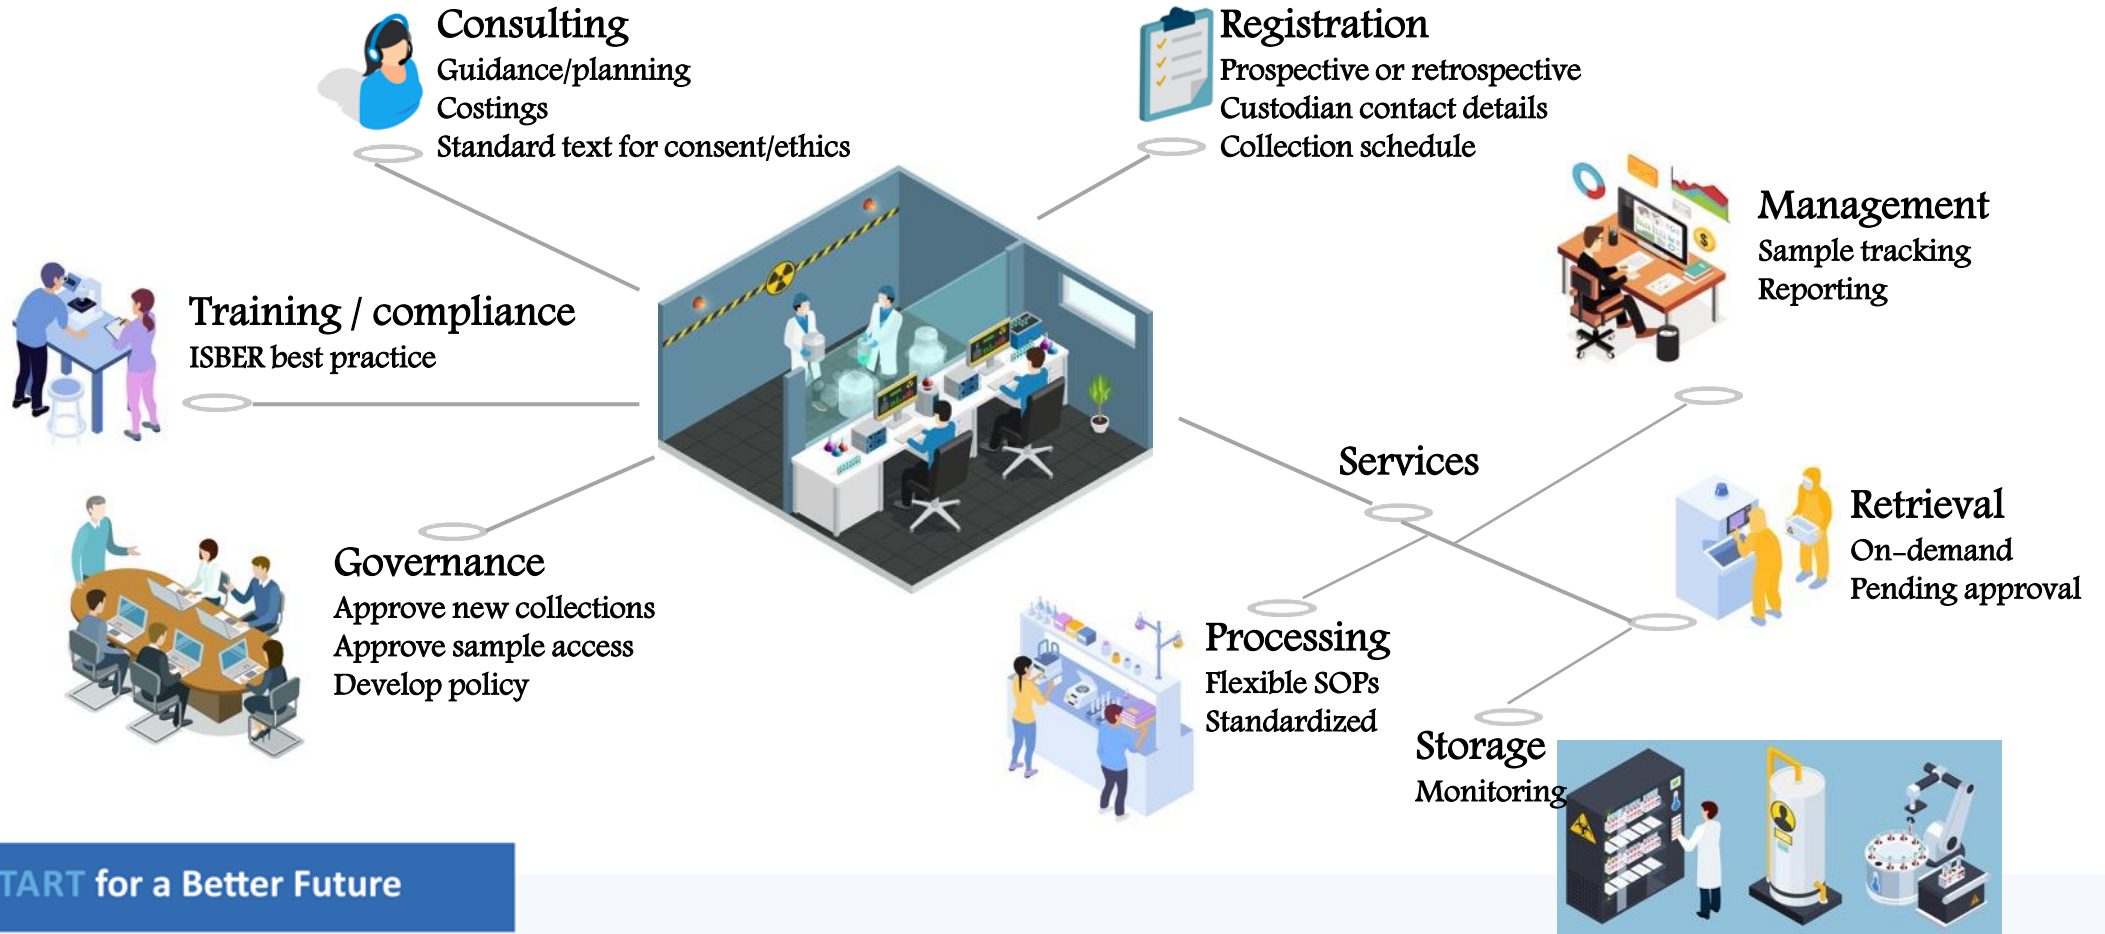 Consulting
Guidance/planning
Costings
Standard text for consent/ethics
Registration
Prospective or retrospective
Custodian contact details
Collection schedule
Management
Sample tracking
Reporting
Training / compliance
ISBER best practice
Services
Retrieval
On-demand
Pending approval
Governance
Approve new collections
Approve sample access
Develop policy
Processing
Flexible SOPs
Standardized
Storage
Monitoring
TART for a Better Future